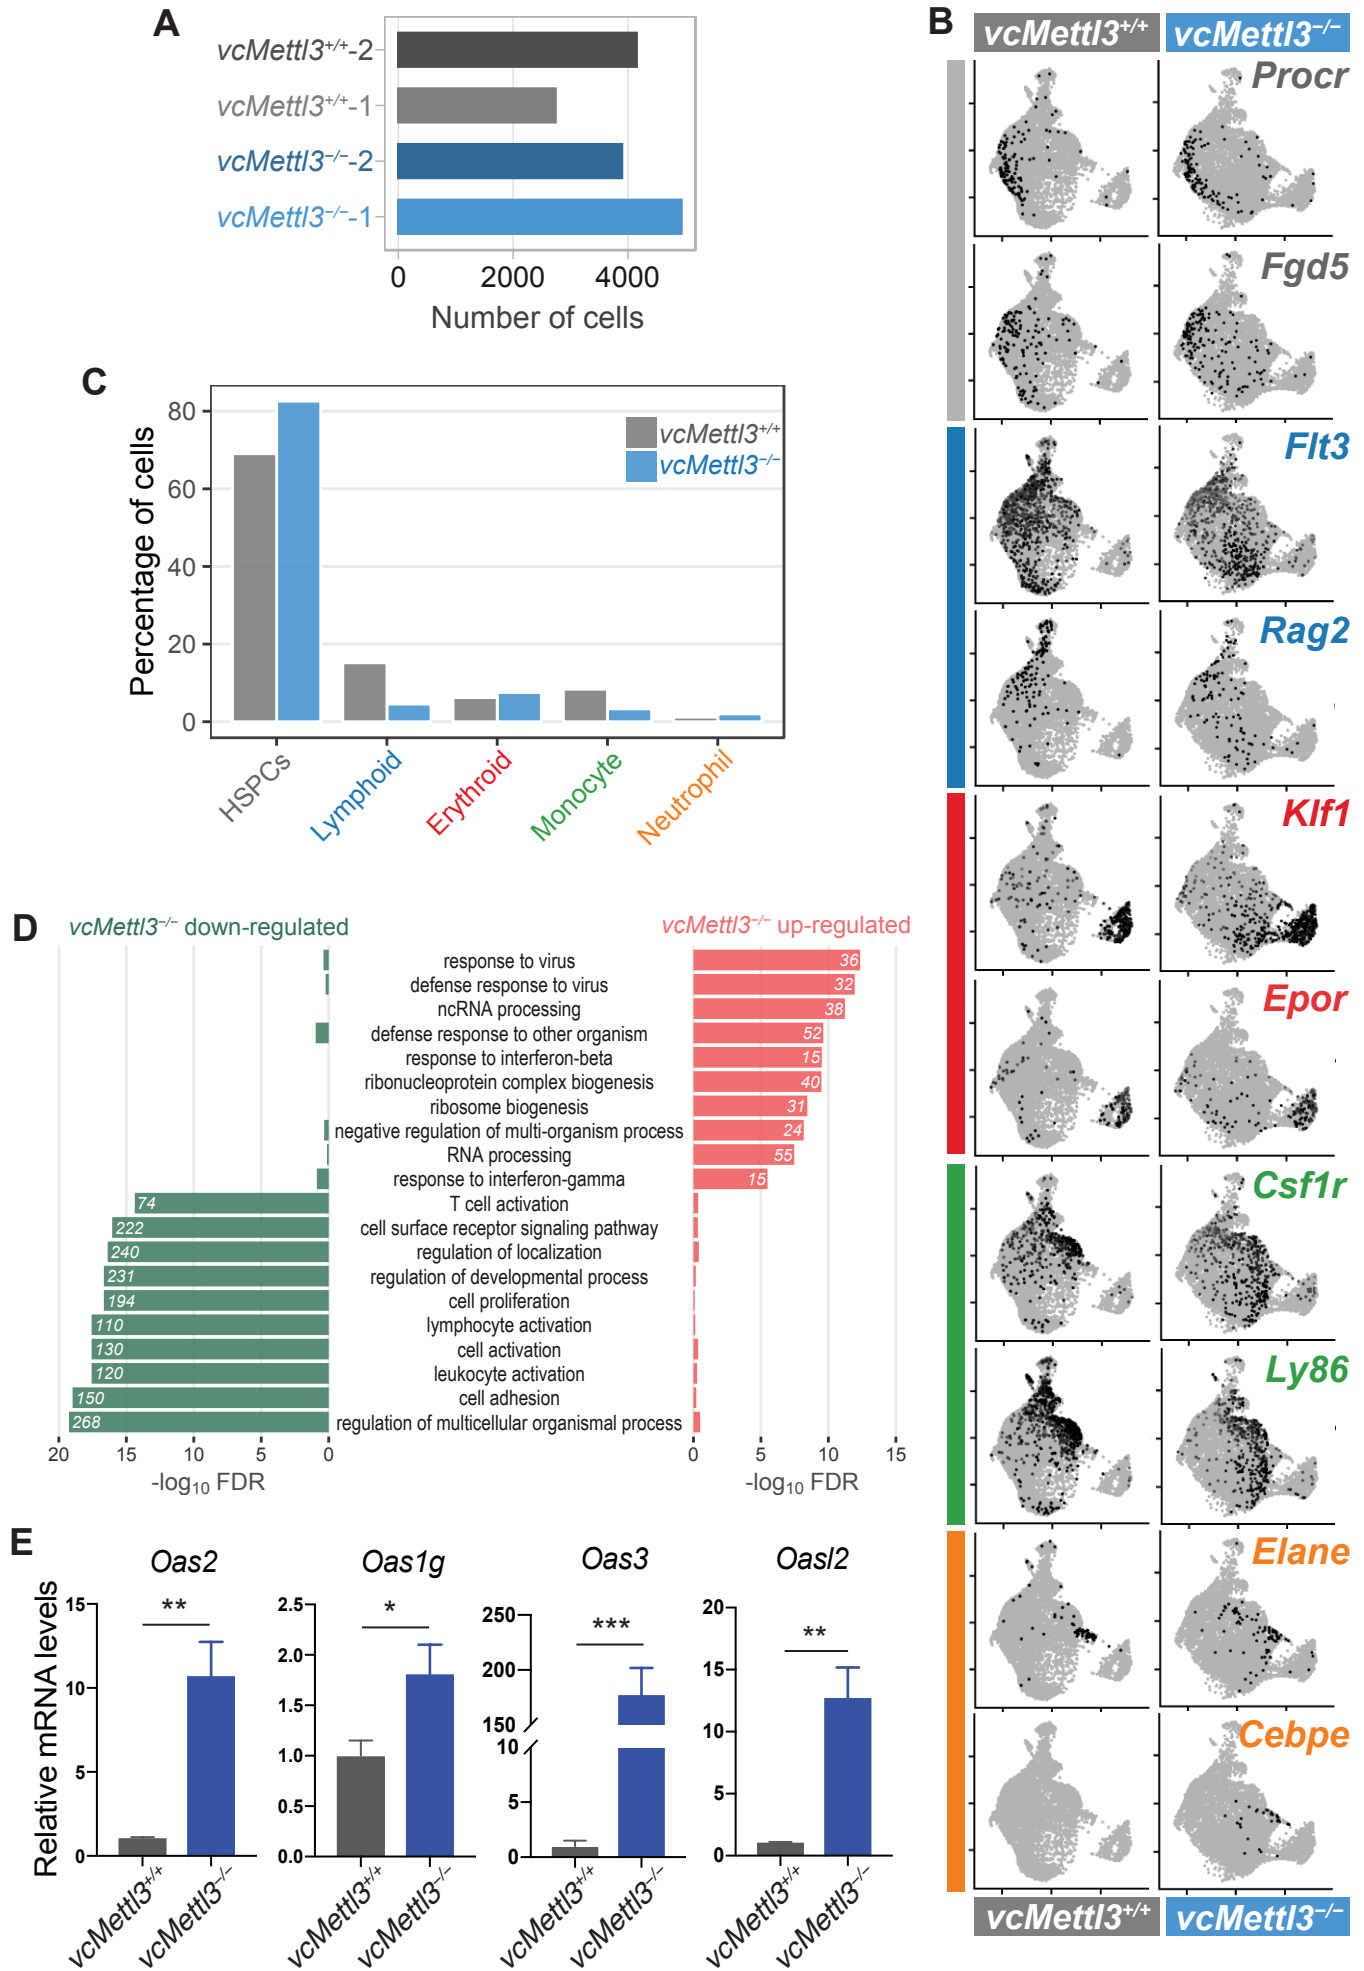 A
vcMettl3+/+-2
vcMettl3+/+-1
vcMettl3−/−-2
vcMettl3−/−-1
0 2000 4000
Number of cells
B
vcMettl3+/+ vcMettl3−/−
Procr
Fgd5
Flt3
Rag2
Klf1
Epor
Csf1r
Ly86
Elane
Cebpe
vcMettl3+/+ vcMettl3−/−
C
Percentage of cells
80
60
40
20
0
vcMettl3+/+
vcMettl3−/−
HSPCs
Lymphoid
Erythroid
Monocyte
Neutrophil
D
vcMettl3−/− down-regulated
vcMettl3−/− up-regulated
response to virus 36
defense response to virus 32
ncRNA processing 38
defense response to other organism 52
response to interferon-beta 15
ribonucleoprotein complex biogenesis 40
ribosome biogenesis 31
negative regulation of multi-organism process 24
RNA processing 55
response to interferon-gamma 15
74 T cell activation
222 cell surface receptor signaling pathway
240 regulation of localization
231 regulation of developmental process
194 cell proliferation
110 lymphocyte activation
130 cell activation
120 leukocyte activation
150 cell adhesion
268 regulation of multicellular organismal process
20 15 10 5 0
0 5 10 15
-log10 FDR
-log10 FDR
E
Relative mRNA levels
Oas2
**
15
10
5
0
vcMettl3+/+
vcMettl3−/−
Oas1g
*
2.5
2.0
1.5
1.0
0.5
0.0
vcMettl3+/+
vcMettl3−/−
Oas3
***
250
200
150
10
5
0
vcMettl3+/+
vcMettl3−/−
Oasl2
**
20
15
10
5
0
vcMettl3+/+
vcMettl3−/−